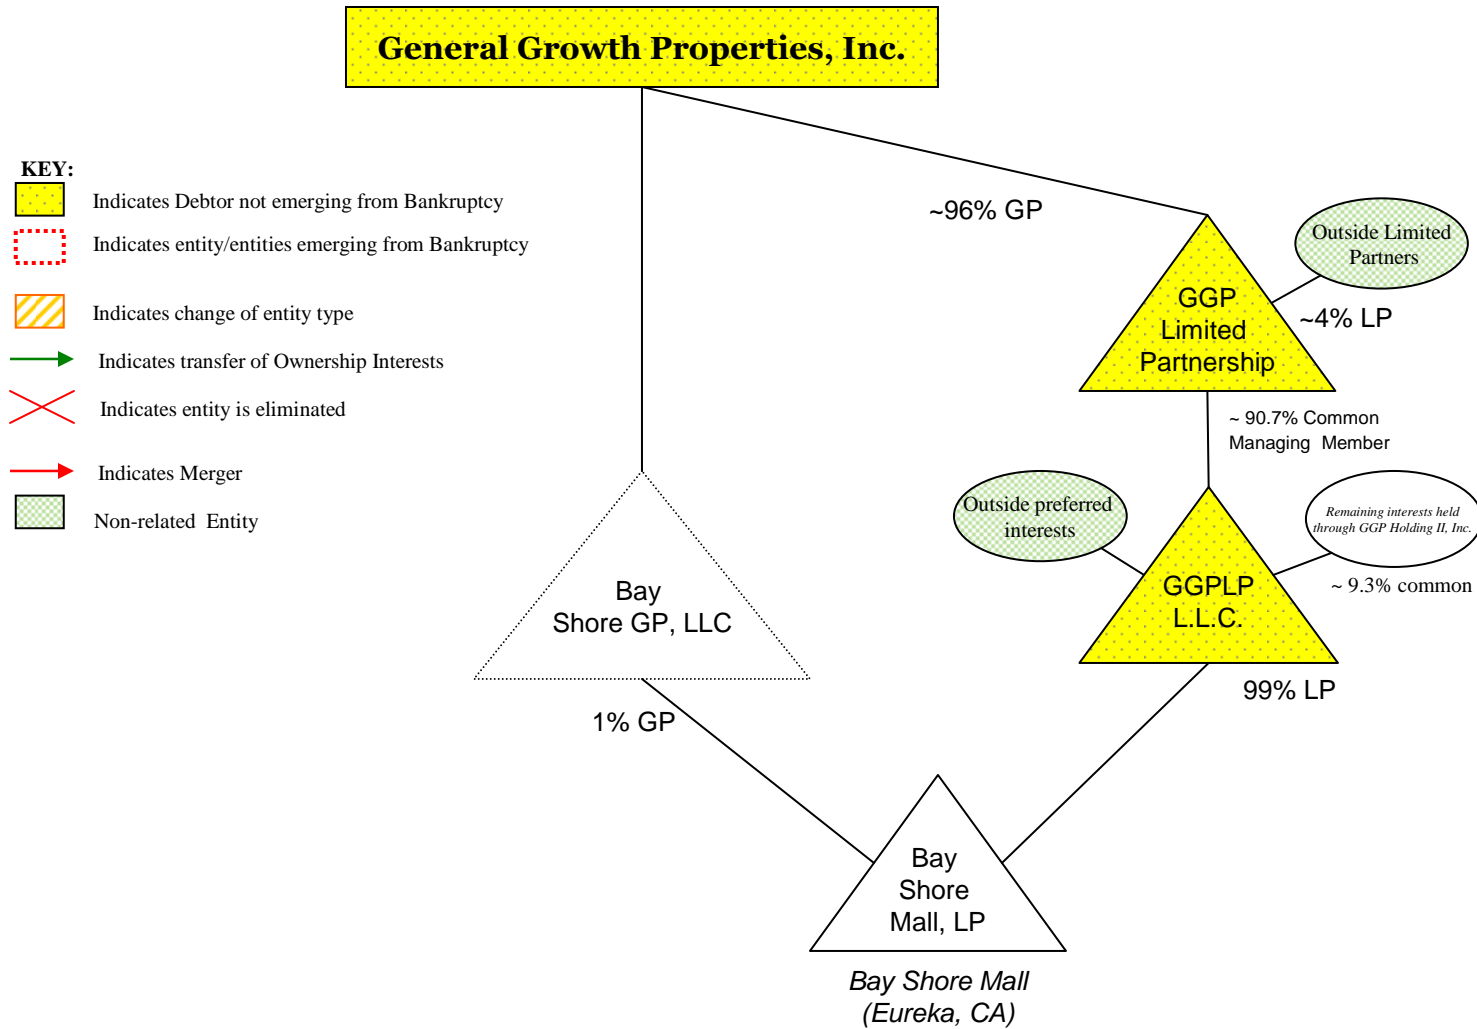 General Growth Properties, Inc.
KEY:
Indicates Debtor not emerging from Bankruptcy
Indicates entity/entities emerging from Bankruptcy
Indicates change of entity type
Indicates transfer of Ownership Interests
Indicates entity is eliminated
Indicates Merger
Non-related Entity
~96% GP
Outside Limited
Partners
~4% LP
GGP
Limited
Partnership
~ 90.7% Common
Managing Member
Outside preferred
interests
Remaining interests held
through GGP Holding II, Inc.
~ 9.3% common
GGPLP
L.L.C.
99% LP
Bay
Shore GP, LLC
1% GP
Bay
Shore
Mall, LP
Bay Shore Mall
(Eureka, CA)